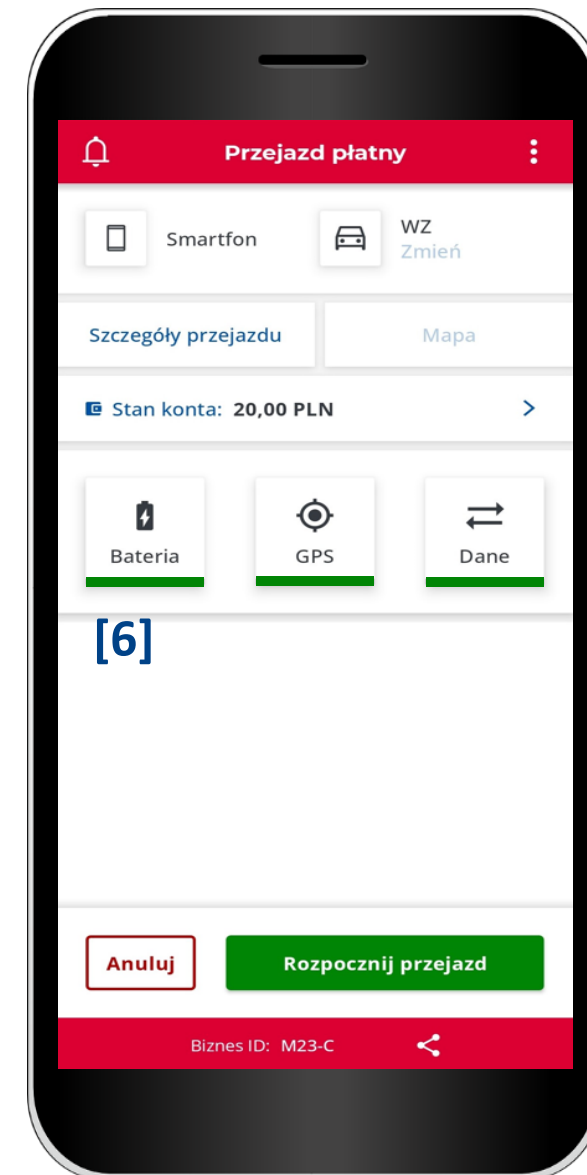 Przejazd płatny
Smartfon
WZ
Zmień
Szczegóły przejazdu
Mapa
Stan konta: 20,00 PLN
Bateria
GPS
Dane
[6]
Anuluj
Rozpocznij przejazd
Biznes ID: M23-C